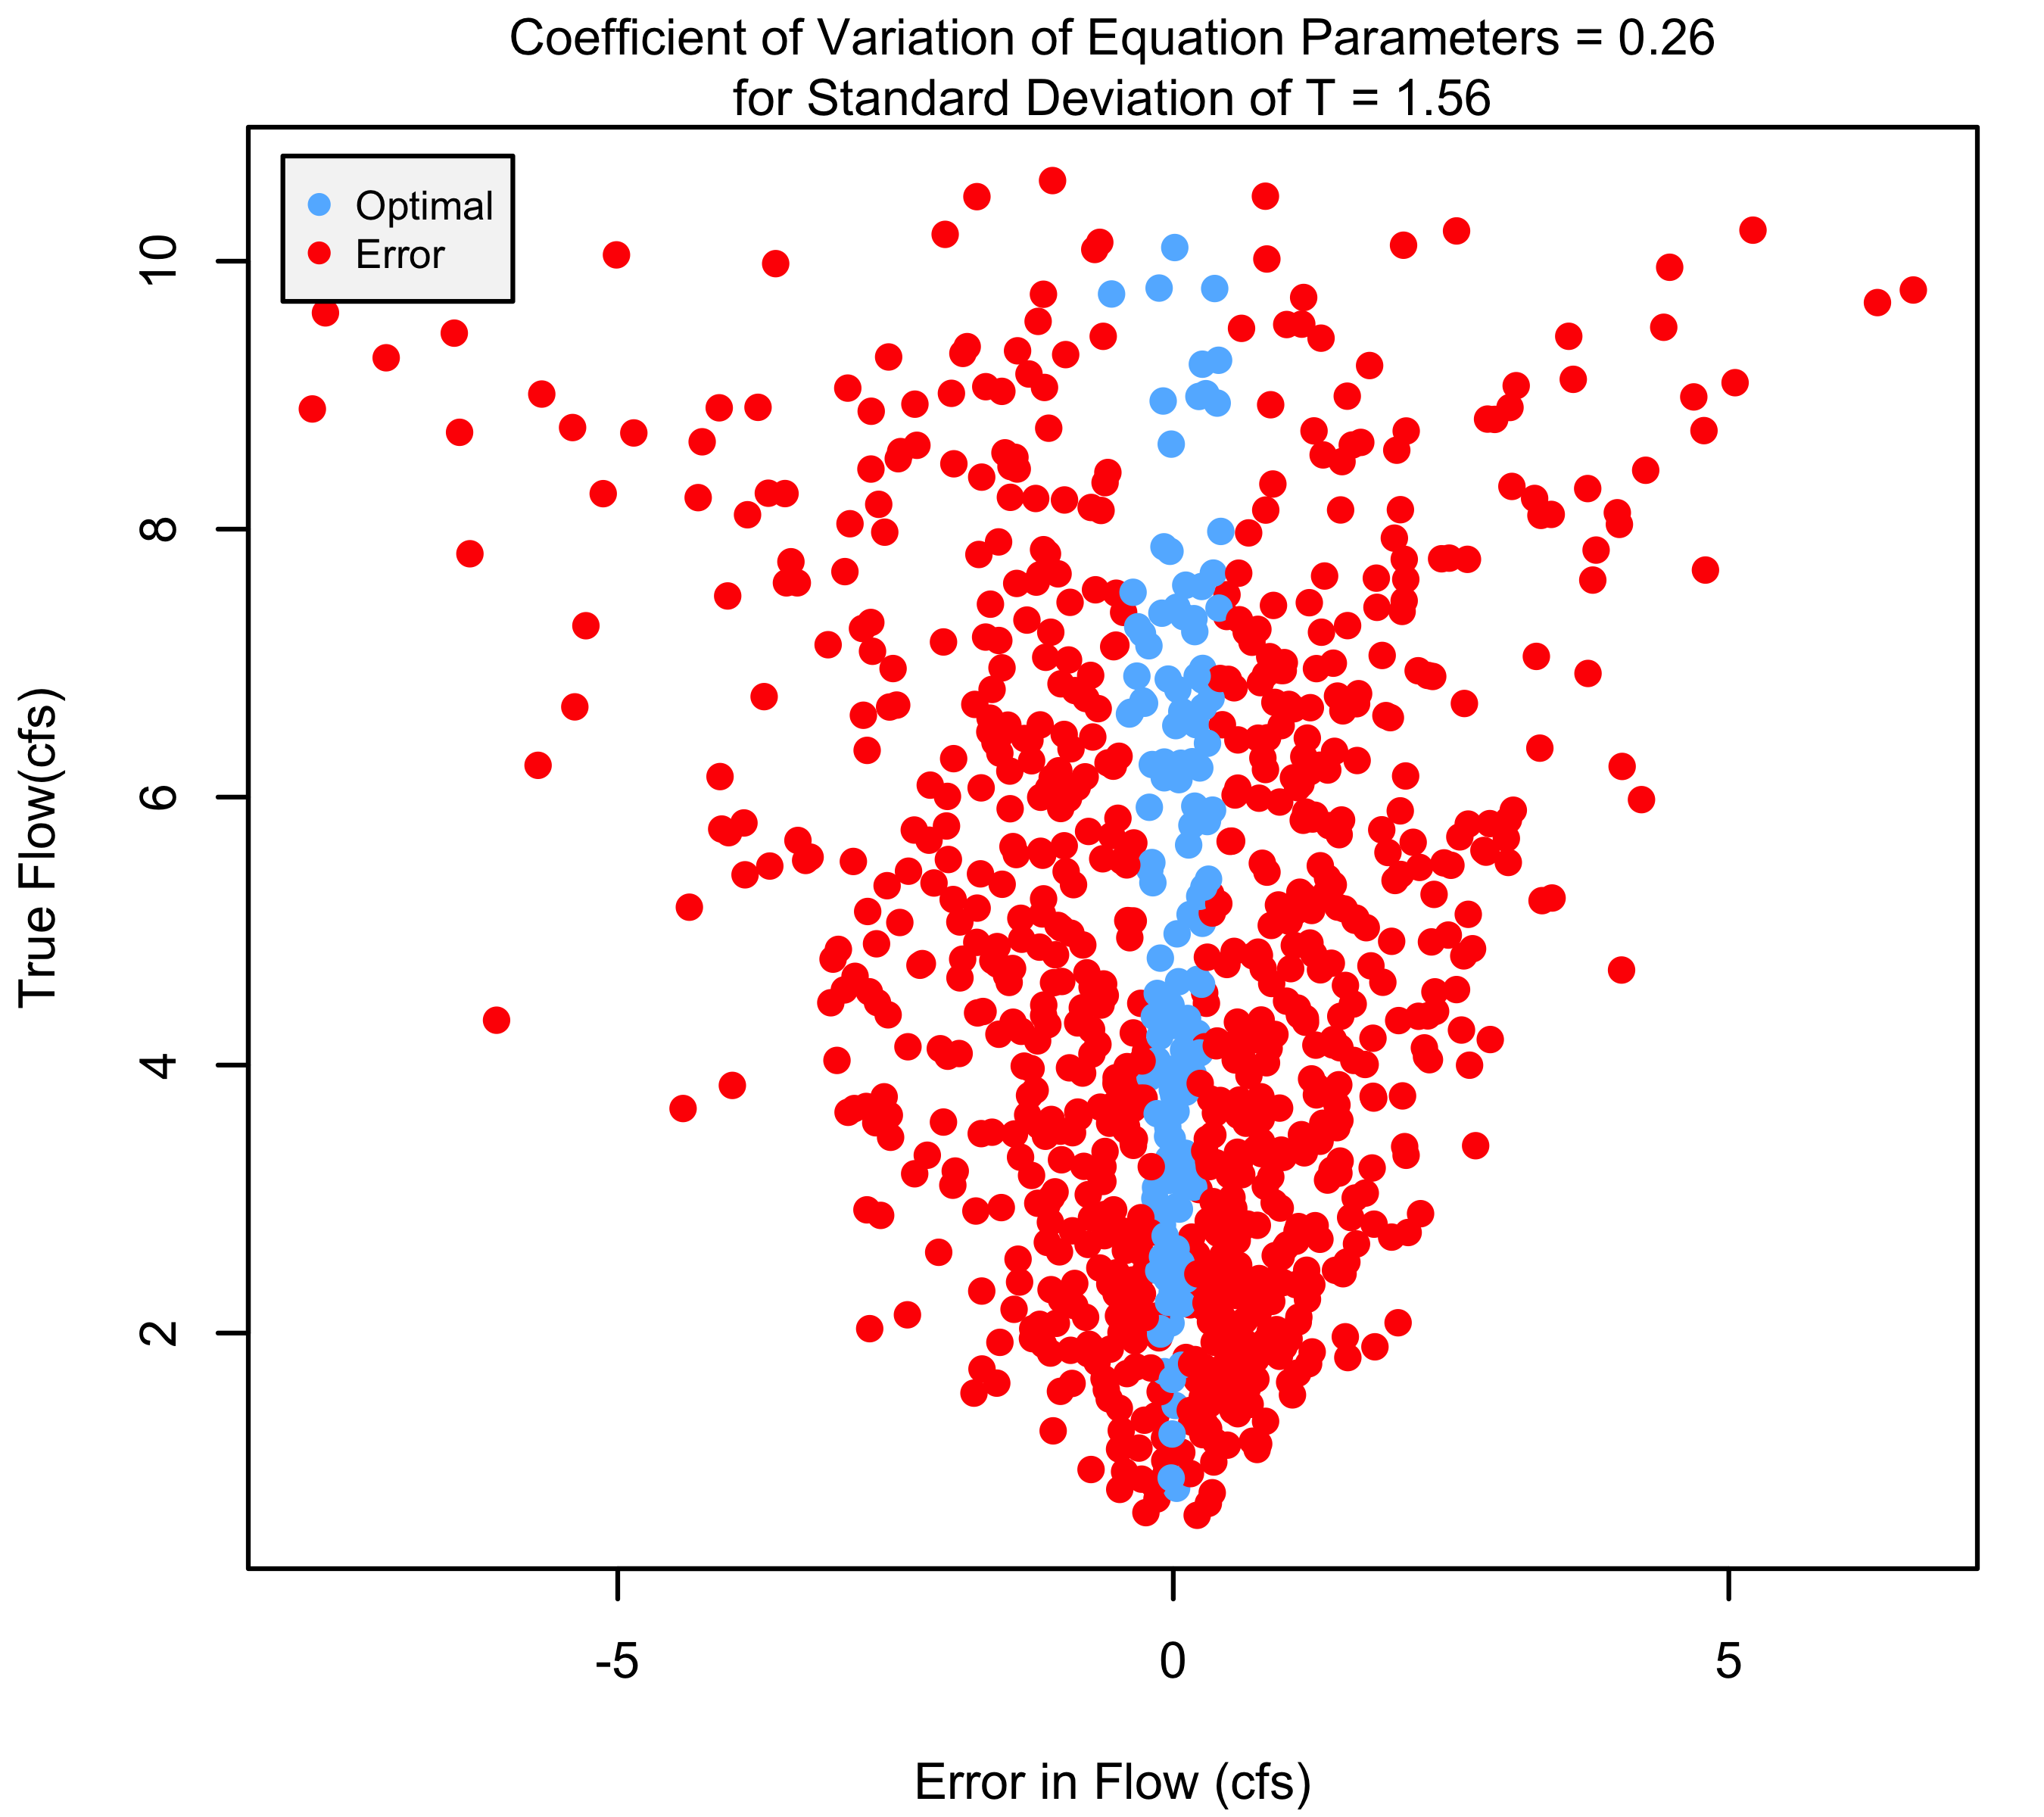 Coefficient of Variation of Equation Parameters = 0.26
for Standard Deviation of T = 1.56
Optimal
Error
True Flow(cfs)
10
8
6
4
2
-5 0 5
Error in Flow (cfs)